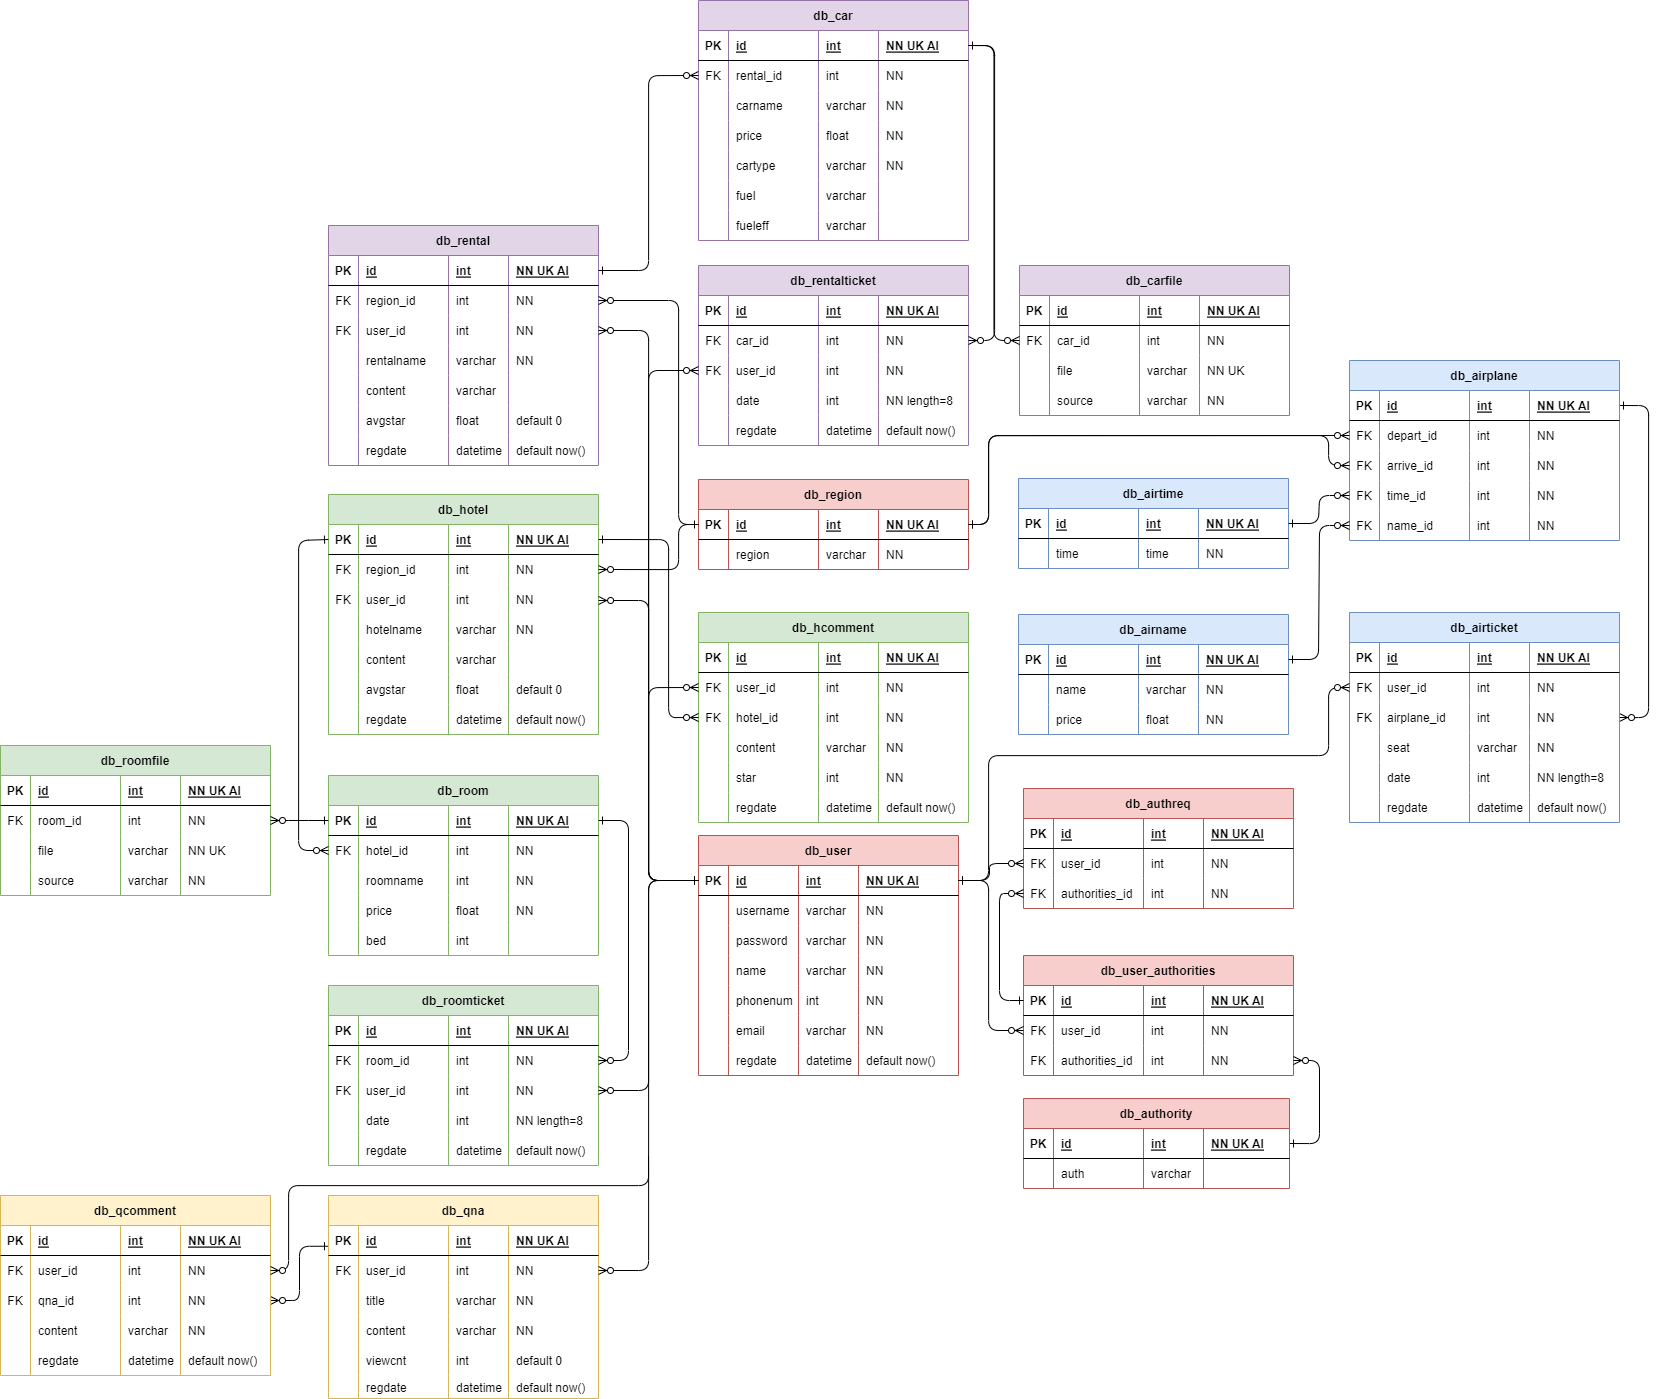 db_car
PK id int NN UK AI
FK rental_id int NN
carname varchar NN
price float NN
cartype varchar NN
fuel varchar
fueleff varchar
db_rental
PK id int NN UK AI
FK region_id int NN
FK user_id int NN
rentalname varchar NN
content varchar
avgstar float default 0
regdate datetime default now()
db_rentalticket
PK id int NN UK AI
FK car_id int NN
FK user_id int NN
date int NN length=8
regdate datetime default now()
db_carfile
PK id int NN UK AI
FK car_id int NN
file varchar NN UK
source varchar NN
db_airplane
PK id int NN UK AI
FK depart_id int NN
FK arrive_id int NN
FK time_id int NN
FK name_id int NN
db_hotel
PK id int NN UK AI
FK region_id int NN
FK user_id int NN
hotelname varchar NN
content varchar
avgstar float default 0
regdate datetime default now()
db_region
PK id int NN UK AI
region varchar NN
db_airtime
PK id int NN UK AI
time time NN
db_hcomment
PK id int NN UK AI
FK user_id int NN
FK hotel_id int NN
content varchar NN
star int NN
regdate datetime default now()
db_airname
PK id int NN UK AI
name varchar NN
price float NN
db_airticket
PK id int NN UK AI
FK user_id int NN
FK airplane_id int NN
seat varchar NN
date int NN length=8
regdate datetime default now()
db_roomfile
PK id int NN UK AI
FK room_id int NN
file varchar NN UK
source varchar NN
db_room
PK id int NN UK AI
FK hotel_id int NN
roomname int NN
price float NN
bed int
db_user
PK id int NN UK AI
username varchar NN
password varchar NN
name varchar NN
phonenum int NN
email varchar NN
regdate datetime default now()
db_authreq
PK id int NN UK AI
FK user_id int NN
FK authorities_id int NN
db_user_authorities
PK id int NN UK AI
FK user_id int NN
FK authorities_id int NN
db_roomticket
PK id int NN UK AI
FK room_id int NN
FK user_id int NN
date int NN length=8
regdate datetime default now()
db_authority
PK id int NN UK AI
auth varchar
db_qcomment
PK id int NN UK AI
FK user_id int NN
FK qna_id int NN
content varchar NN
regdate datetime default now()
db_qna
PK id int NN UK AI
FK user_id int NN
title varchar NN
content varchar NN
viewcnt int default 0
regdate datetime default now()